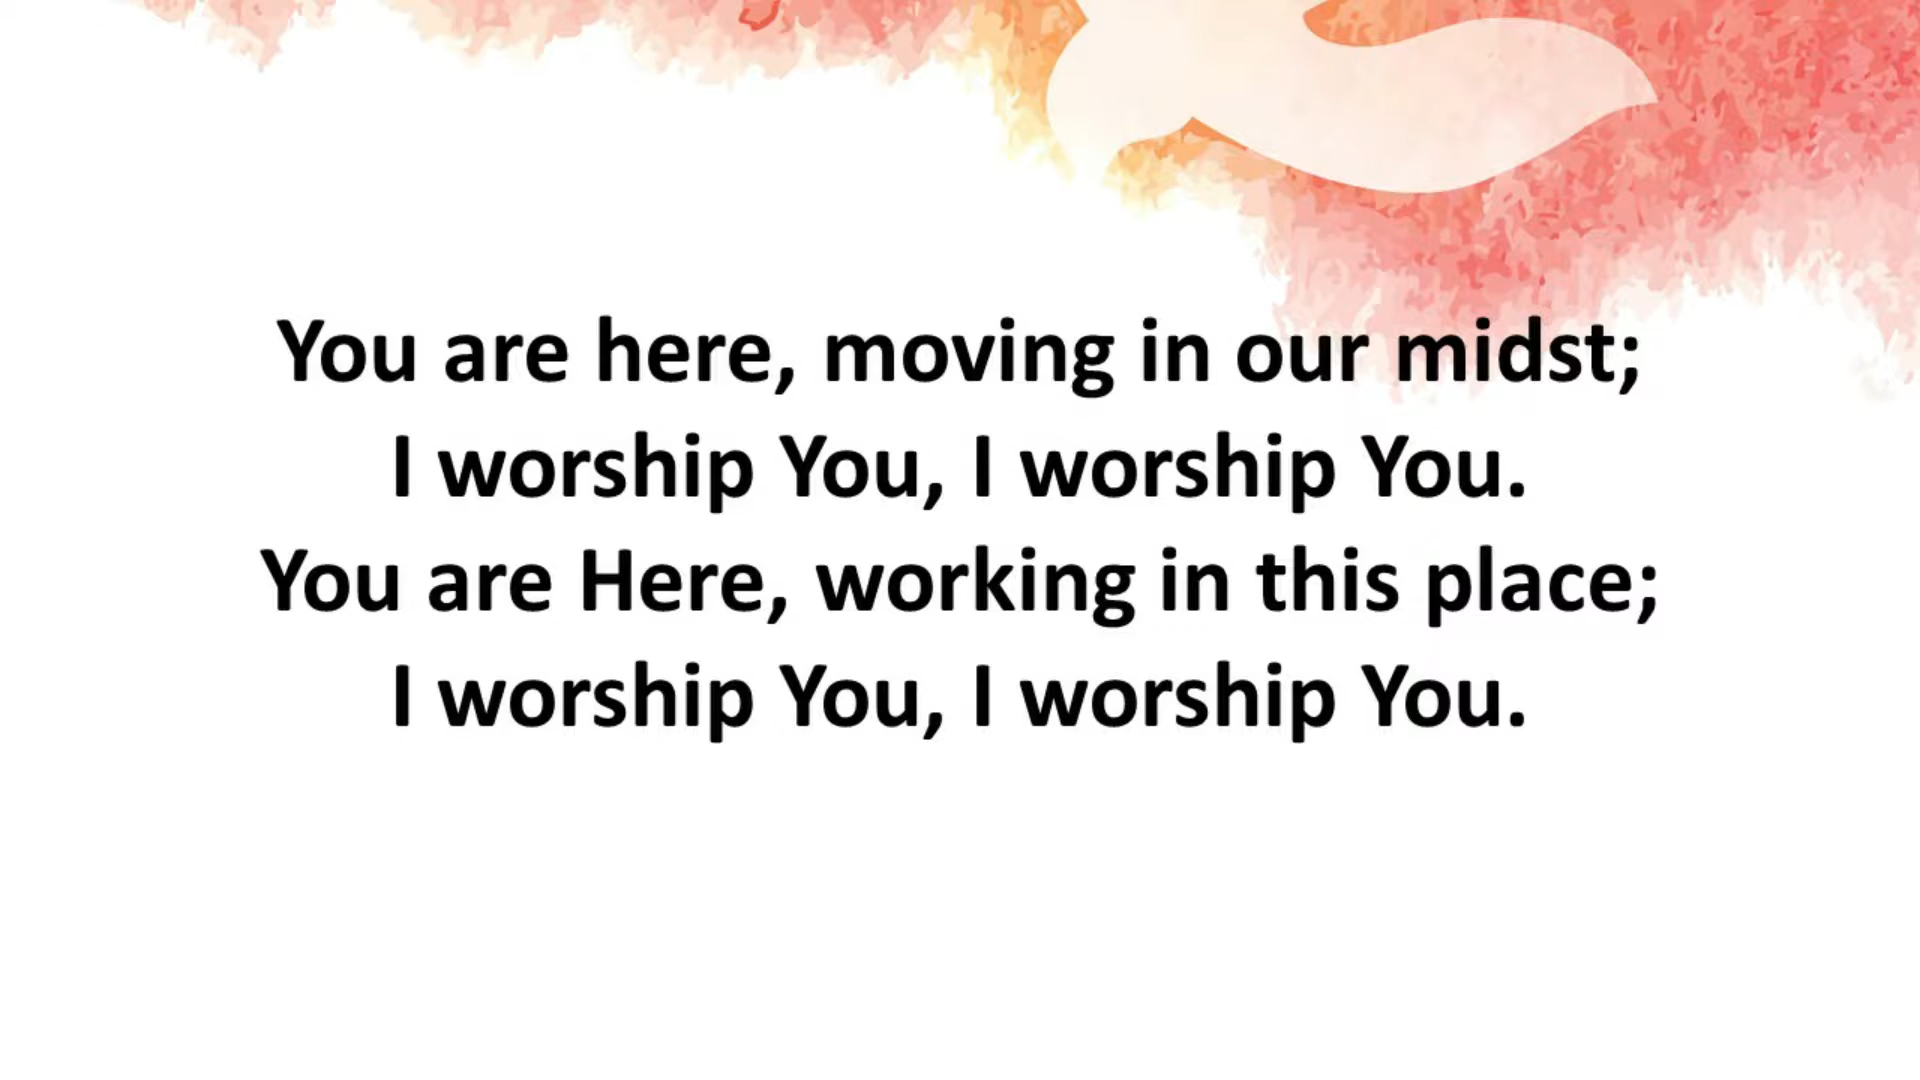 You are here, moving in our midst;
I worship You, I worship You.
You are Here, working in this place;
I worship You, I worship You.